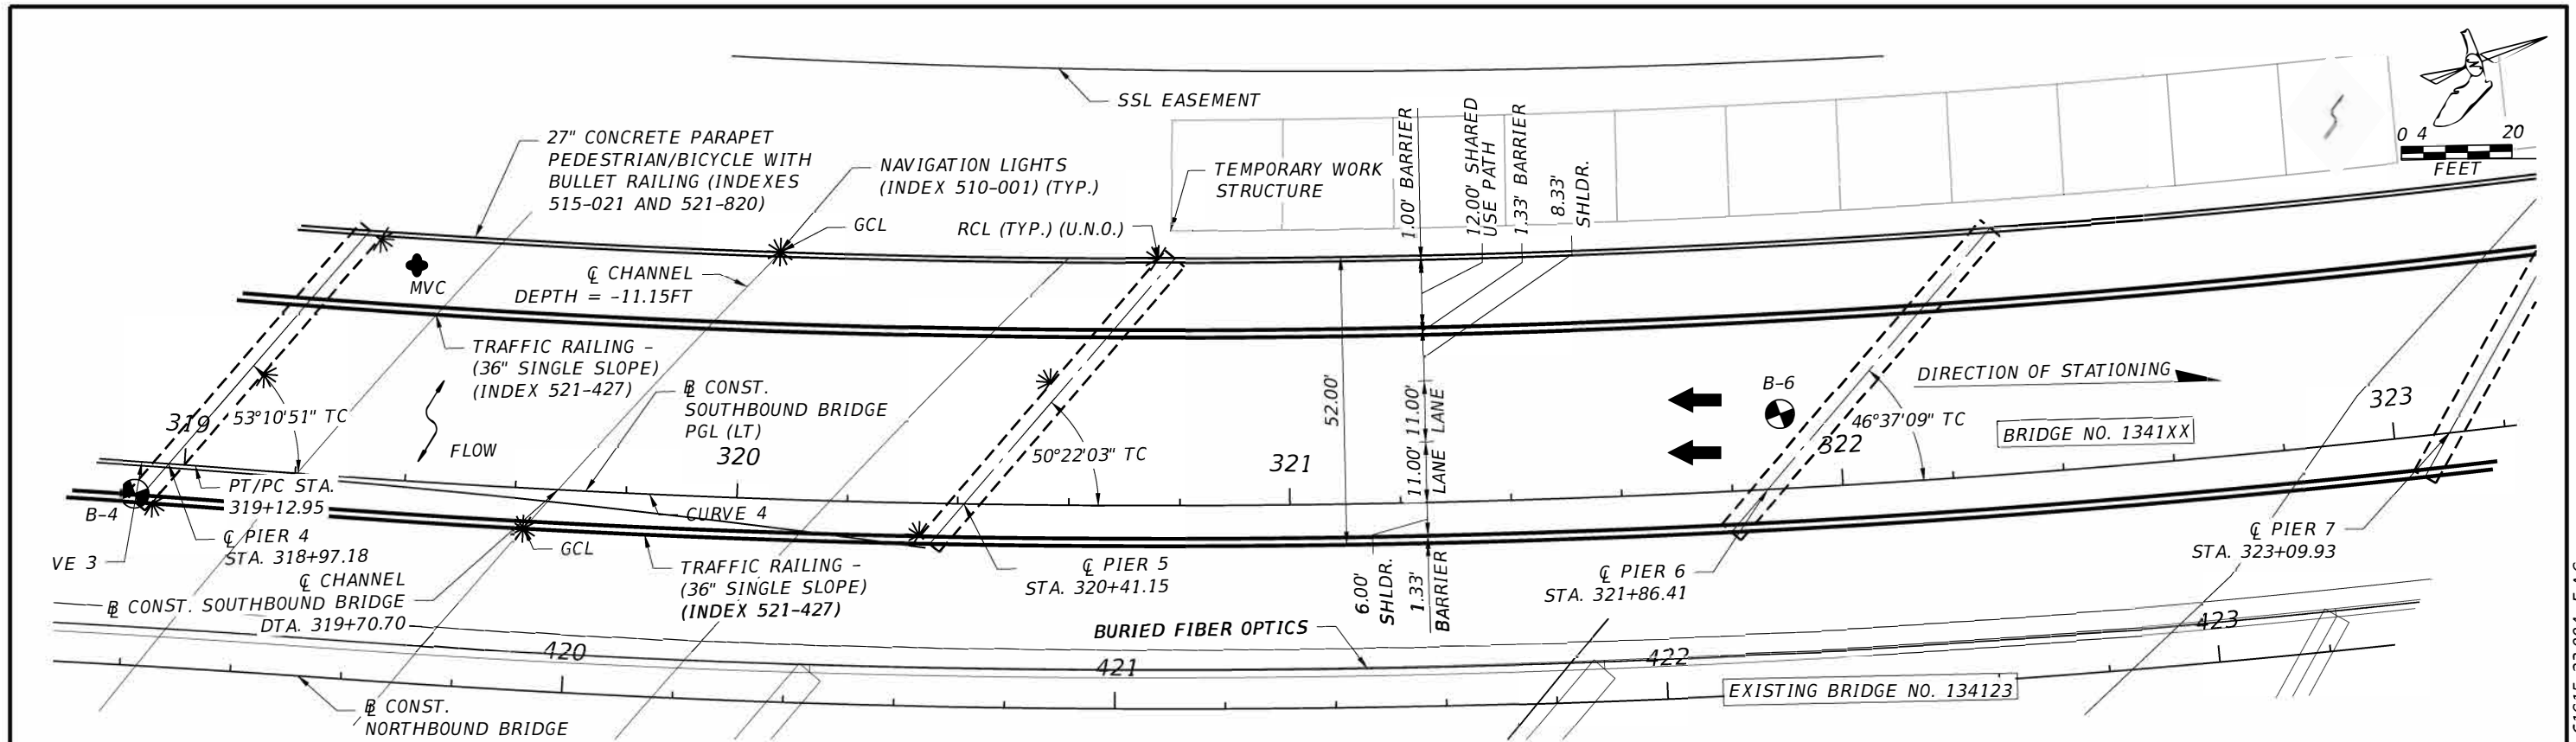 SSL EASEMENT
27" CONCRETE PARAPET
PEDESTRIAN/BICYCLE WITH
BULLET RAILING (INDEXES
515-021 AND 521-820)
NAVIGATION LIGHTS
(INDEX 510-001) (TYP.)
GCL
RCL (TYP.) (U.N.O.)
TEMPORARY WORK
STRUCTURE
1.00' BARRIER
12.00' SHARED
USE PATH
1.33' BARRIER
8.33'
SHLDR.
N
0 4 20
FEET
MVC
℄ CHANNEL
DEPTH = -11.15FT
TRAFFIC RAILING -
(36" SINGLE SLOPE)
(INDEX 521-427)
FLOW
℄ CONST.
SOUTHBOUND BRIDGE
PGL (LT)
319
53°10'51" TC
320
50°22'03" TC
321
52.00'
11.00'
LANE
11.00'
LANE
B-6
46°37'09" TC
322
DIRECTION OF STATIONING
BRIDGE NO. 1341XX
323
PT/PC STA.
319+12.95
B-4
℄ PIER 4
STA. 318+97.18
VE 3
℄ CHANNEL
℄ CONST. SOUTHBOUND BRIDGE
DTA. 319+70.70
GCL
CURVE 4
TRAFFIC RAILING -
(36" SINGLE SLOPE)
(INDEX 521-427)
℄ PIER 5
STA. 320+41.15
6.00'
SHLDR.
1.33'
BARRIER
℄ PIER 6
STA. 321+86.41
℄ PIER 7
STA. 323+09.93
BURIED FIBER OPTICS
420
421
422
423
EXISTING BRIDGE NO. 134123
℄ CONST.
NORTHBOUND BRIDGE